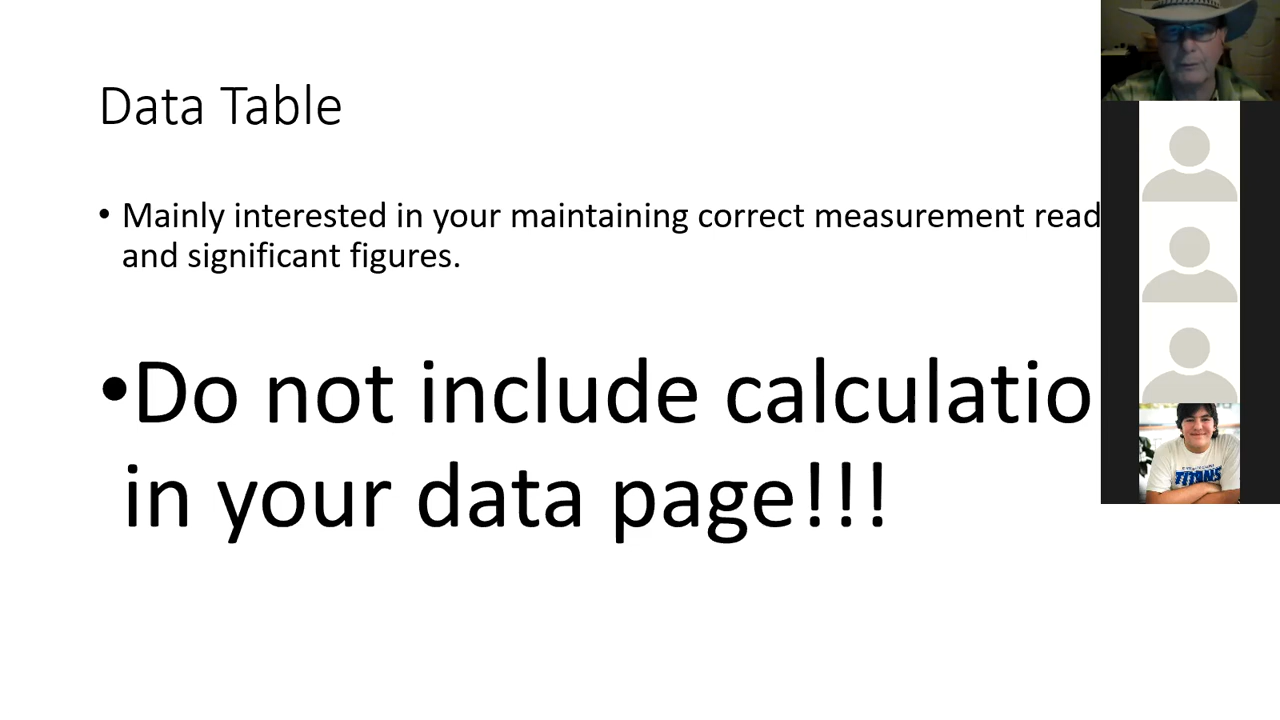 Data Table
• Mainly interested in your maintaining correct measurement read
and significant figures.
•Do not include calculatio
in your data page!!!
TITANS